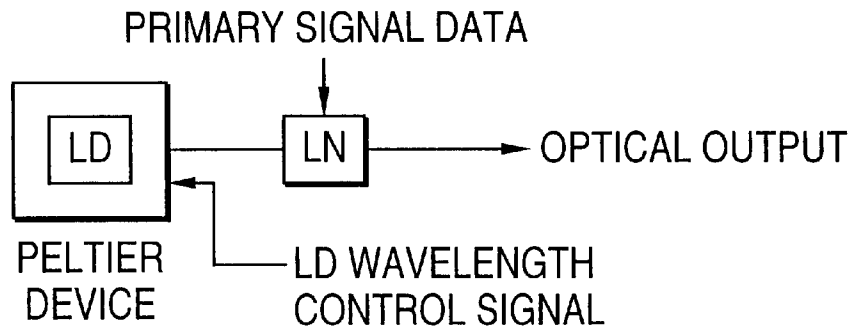 PRIMARY SIGNAL DATA
LD
LN
OPTICAL OUTPUT
PELTIER
DEVICE
LD WAVELENGTH
CONTROL SIGNAL